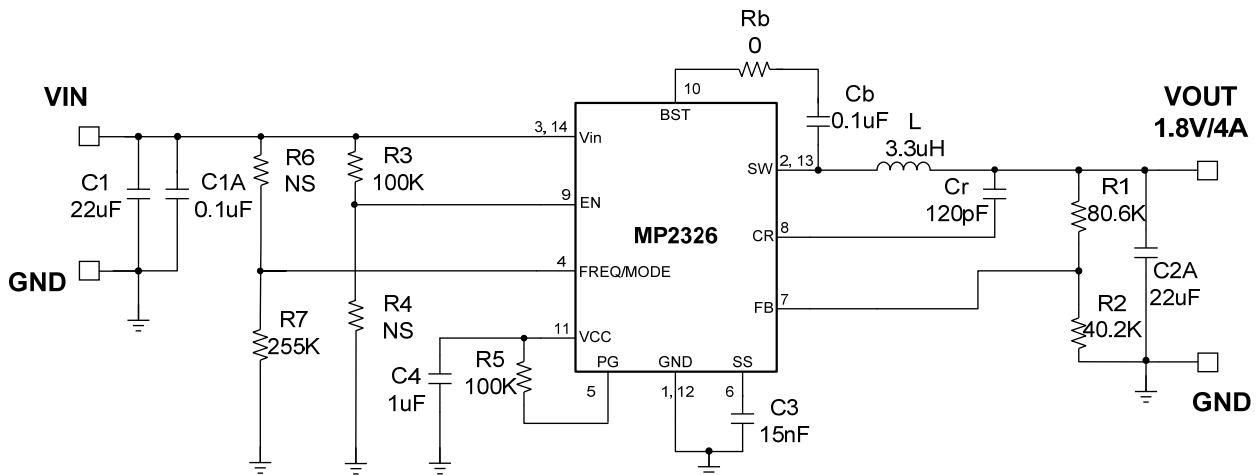 Rb
0
10
BST
Cb
0.1uF
L
3.3uH
VIN
VOUT
1.8V/4A
3, 14
Vin
SW
2, 13
C1
22uF
C1A
0.1uF
R6
NS
R3
100K
9
EN
MP2326
Cr
120pF
CR
8
R1
80.6K
GND
4
FREQ/MODE
FB
7
C2A
22uF
R7
255K
R4
NS
R2
40.2K
11
VCC
C4
1uF
R5
100K
PG
GND
SS
5
1, 12
6
C3
15nF
GND